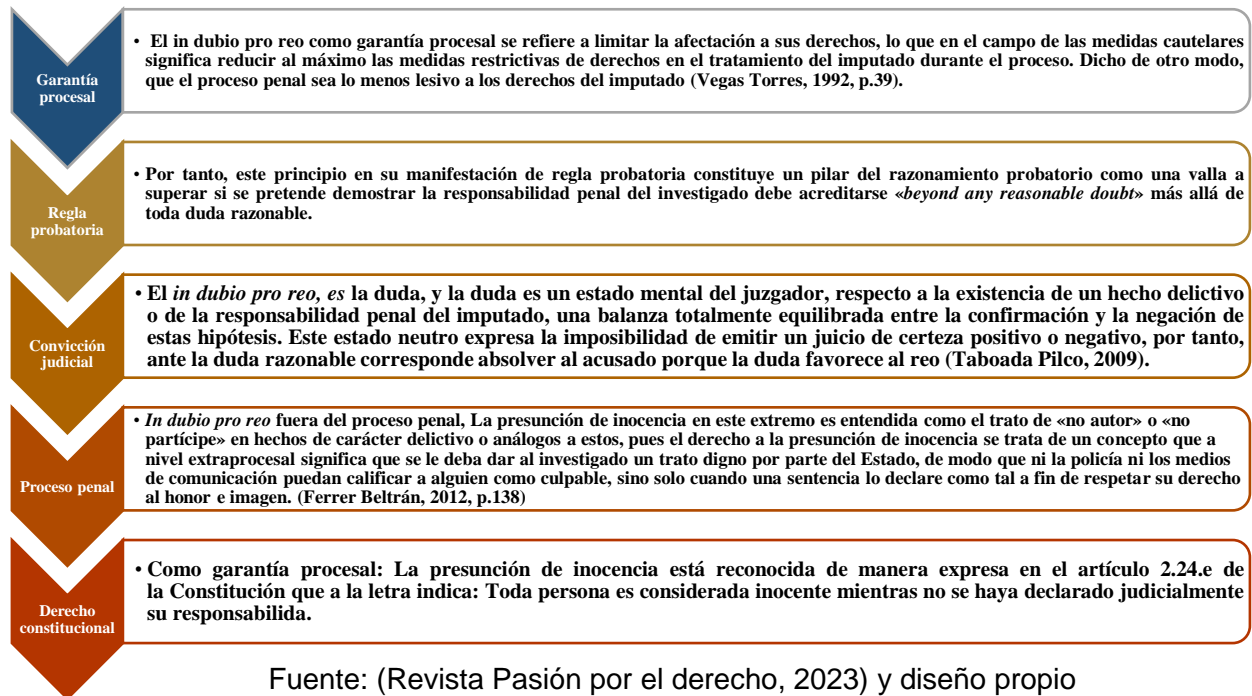 Garantía
procesal
• El in dubio pro reo como garantía procesal se refiere a limitar la afectación a sus derechos, lo que en el campo de las medidas cautelares
significa reducir al máximo las medidas restrictivas de derechos en el tratamiento del imputado durante el proceso. Dicho de otro modo,
que el proceso penal sea lo menos lesivo a los derechos del imputado (Vegas Torres, 1992, p.39).
Regla
probatoria
• Por tanto, este principio en su manifestación de regla probatoria constituye un pilar del razonamiento probatorio como una valla a
superar si se pretende demostrar la responsabilidad penal del investigado debe acreditarse «beyond any reasonable doubt» más allá de
toda duda razonable.
Convicción
judicial
• El in dubio pro reo, es la duda, y la duda es un estado mental del juzgador, respecto a la existencia de un hecho delictivo
o de la responsabilidad penal del imputado, una balanza totalmente equilibrada entre la confirmación y la negación de
estas hipótesis. Este estado neutro expresa la imposibilidad de emitir un juicio de certeza positivo o negativo, por tanto,
ante la duda razonable corresponde absolver al acusado porque la duda favorece al reo (Taboada Pilco, 2009).
Proceso penal
• In dubio pro reo fuera del proceso penal, La presunción de inocencia en este extremo es entendida como el trato de «no autor» o «no
partícipe» en hechos de carácter delictivo o análogos a estos, pues el derecho a la presunción de inocencia se trata de un concepto que a
nivel extraprocesal significa que se le deba dar al investigado un trato digno por parte del Estado, de modo que ni la policía ni los medios
de comunicación puedan calificar a alguien como culpable, sino solo cuando una sentencia lo declare como tal a fin de respetar su derecho
al honor e imagen. (Ferrer Beltrán, 2012, p.138)
Derecho
constitucional
• Como garantía procesal: La presunción de inocencia está reconocida de manera expresa en el artículo 2.24.e de
la Constitución que a la letra indica: Toda persona es considerada inocente mientras no se haya declarado judicialmente
su responsabilida.
Fuente: (Revista Pasión por el derecho, 2023) y diseño propio